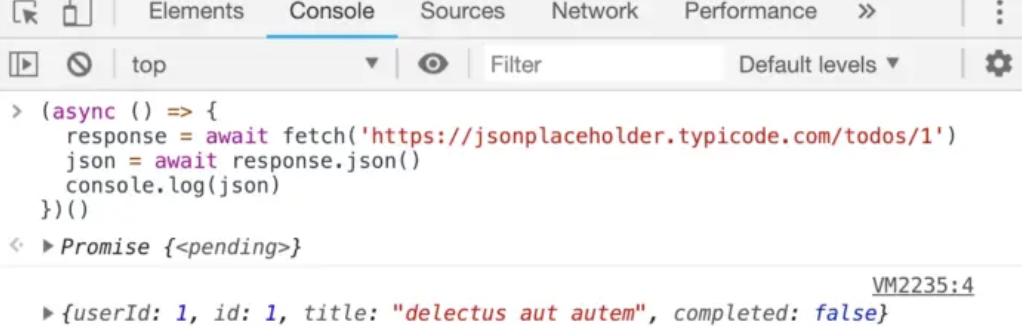 Elements Console Sources Network Performance »
top ▼ Filter Default levels ▼
> (async () => {
response = await fetch('https://jsonplaceholder.typicode.com/todos/1')
json = await response.json()
console.log(json)
})()
Promise {<pending>}
VM2235:4
{userId: 1, id: 1, title: "delectus aut autem", completed: false}